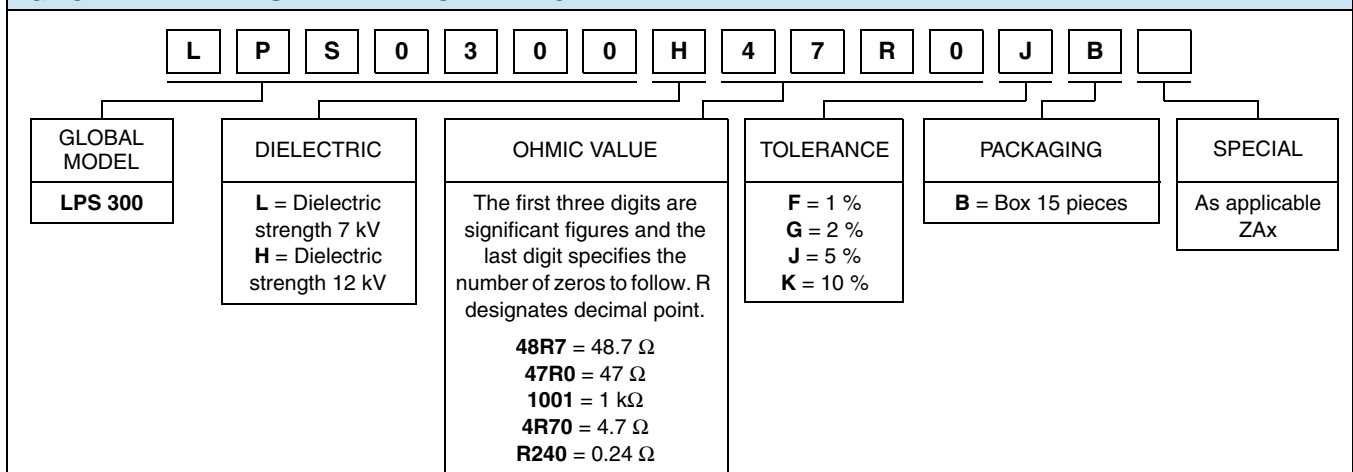 L P S 0 3 0 0 H 4 7 R 0 J B
GLOBAL
MODEL
LPS 300
DIELECTRIC
L = Dielectric
strength 7 kV
H = Dielectric
strength 12 kV
OHMIC VALUE
The first three digits are
significant figures and the
last digit specifies the
number of zeros to follow. R
designates decimal point.
48R7 = 48.7 Ω
47R0 = 47 Ω
1001 = 1 kΩ
4R70 = 4.7 Ω
R240 = 0.24 Ω
TOLERANCE
F = 1 %
G = 2 %
J = 5 %
K = 10 %
PACKAGING
B = Box 15 pieces
SPECIAL
As applicable
ZAx